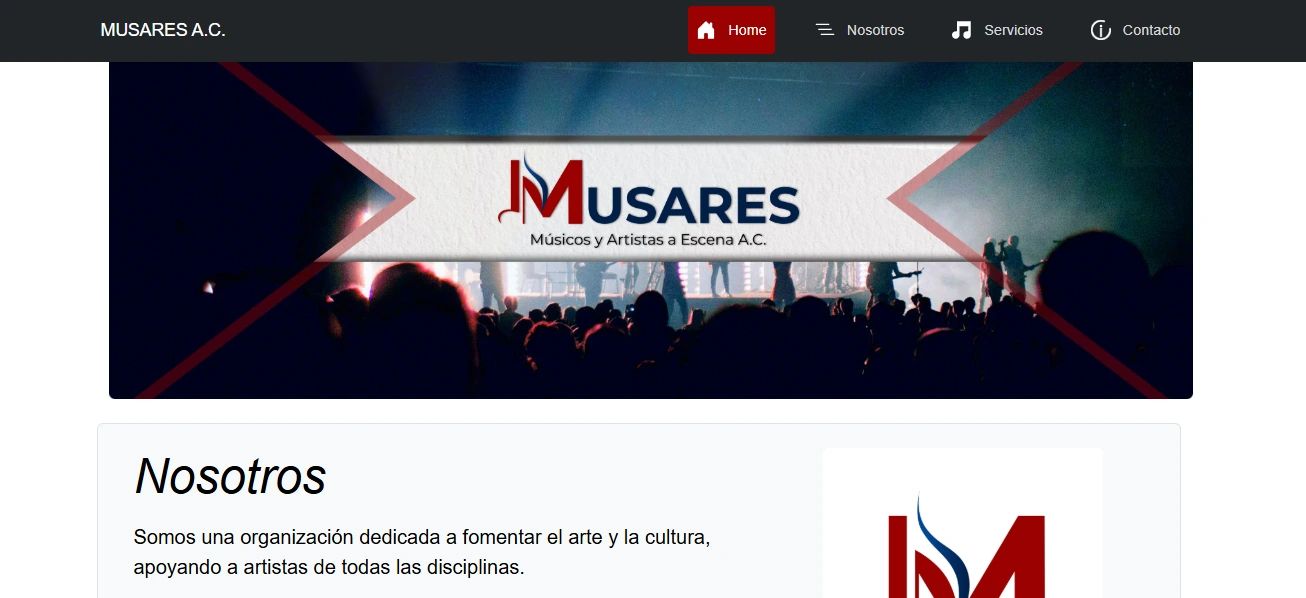 MUSARES A.C.
Home
Nosotros
Servicios
Contacto
MUSARES
Músicos y Artistas a Escena A.C.
Nosotros
Somos una organización dedicada a fomentar el arte y la cultura,
apoyando a artistas de todas las disciplinas.
M